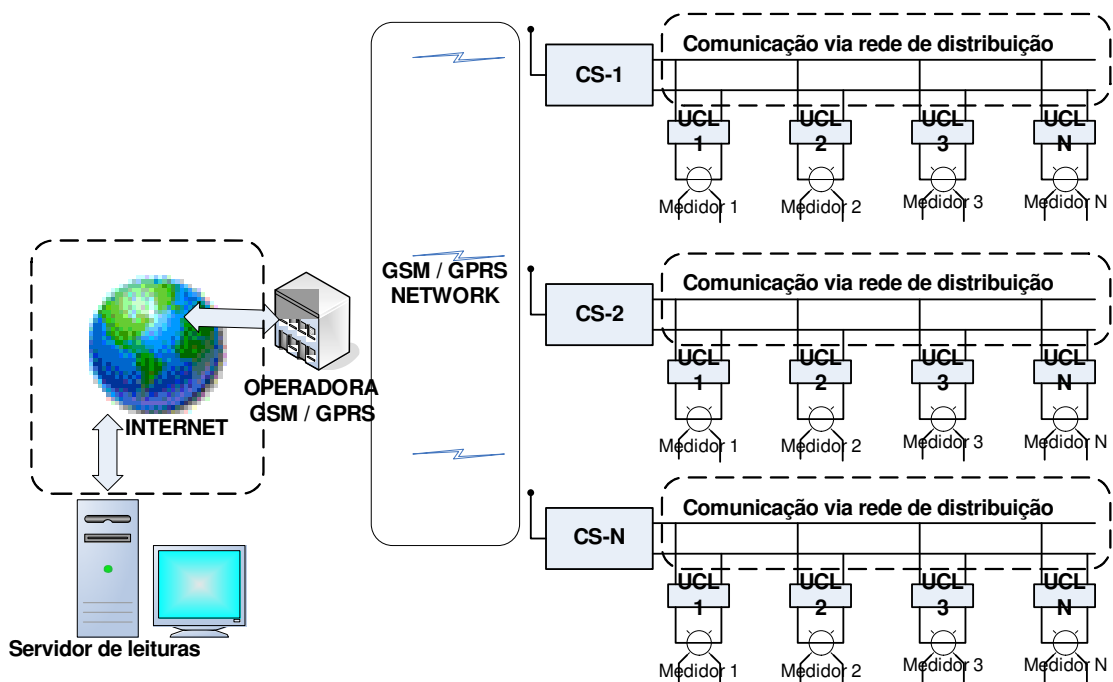 Comunicação via rede de distribuição
CS-1
UCL UCL UCL UCL
1 2 3 N
Medidor 1 Medidor 2 Medidor 3 Medidor N
GSM / GPRS
NETWORK
Comunicação via rede de distribuição
CS-2
UCL UCL UCL UCL
1 2 3 N
Medidor 1 Medidor 2 Medidor 3 Medidor N
OPERADORA
GSM / GPRS
INTERNET
Comunicação via rede de distribuição
CS-N
UCL UCL UCL UCL
1 2 3 N
Medidor 1 Medidor 2 Medidor 3 Medidor N
Servidor de leituras